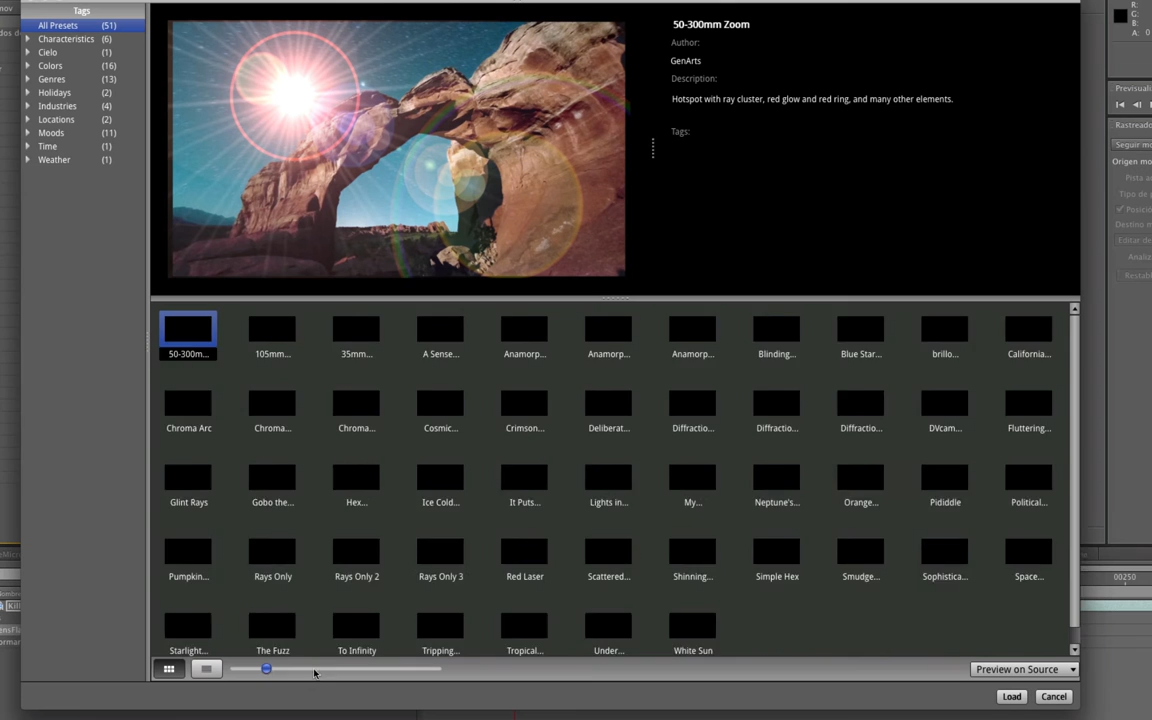 mov
Tags
All Presets (51)
Characteristics (6)
Cielo (1)
Colors (16)
Genres (13)
Holidays (2)
Industries (4)
Locations (2)
Moods (11)
Time (1)
Weather (1)
50-300mm Zoom
Author:
GenArts
Description:
Hotspot with ray cluster, red glow and red ring, and many other elements.
Tags:
R:
G:
B:
A: 0
Previsuali
Rastreado
Seguir mo
Origen mo
Pista a
Tipo de
Posicio
Destino m
Editar de
Analiz
Restabl
50-300m... 105mm... 35mm... A Sense... Anamorp... Anamorp... Anamorp... Blinding... Blue Star... brillo... California...
Chroma Arc Chroma... Chroma... Cosmic... Crimson... Deliberat... Diffractio... Diffractio... Diffractio... DVcam... Fluttering...
Glint Rays Gobo the... Hex... Ice Cold... It Puts... Lights in... My... Neptune's... Orange... Pididdle Political...
Pumpkin... Rays Only Rays Only 2 Rays Only 3 Red Laser Scattered... Shinning... Simple Hex Smudge... Sophistica... Space...
Starlight... The Fuzz To Infinity Tripping... Tropical... Under... White Sun
Preview on Source
Load Cancel
00250